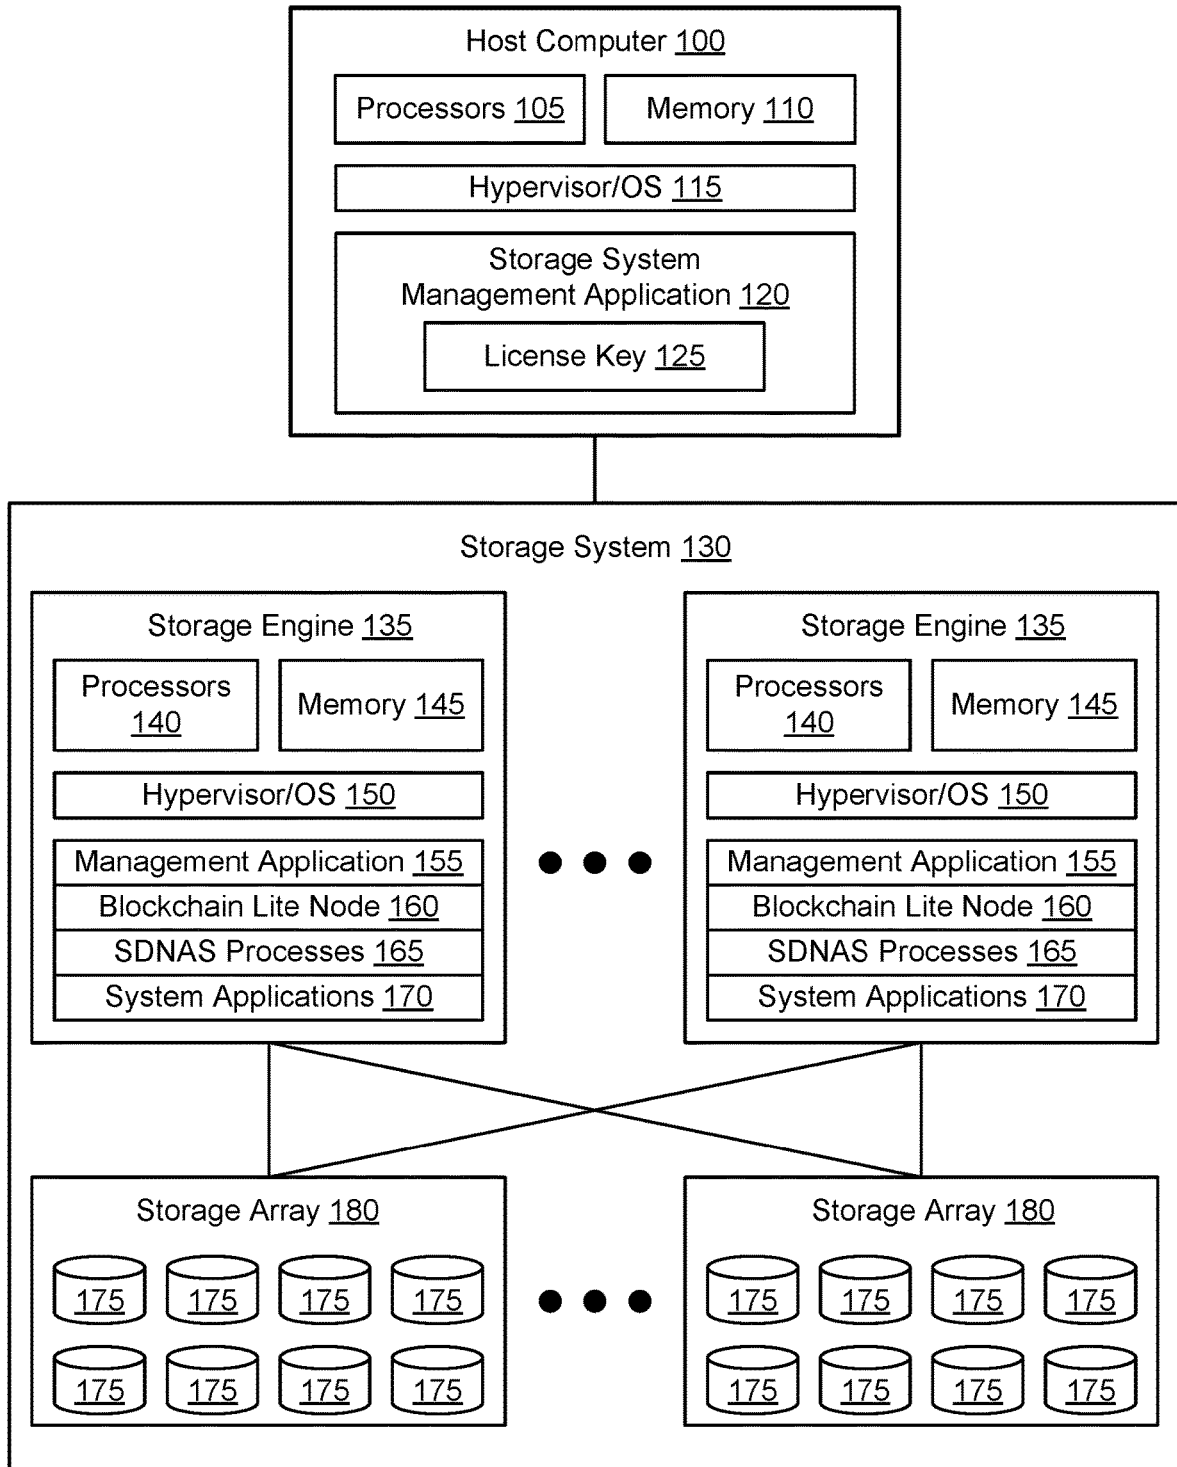 Host Computer 100
Processors 105
Memory 110
Hypervisor/OS 115
Storage System
Management Application 120
License Key 125
Storage System 130
Storage Engine 135
Processors
140
Memory 145
Hypervisor/OS 150
Management Application 155
Blockchain Lite Node 160
SDNAS Processes 165
System Applications 170
Storage Engine 135
Processors
140
Memory 145
Hypervisor/OS 150
Management Application 155
Blockchain Lite Node 160
SDNAS Processes 165
System Applications 170
Storage Array 180
175 175 175 175
175 175 175 175
Storage Array 180
175 175 175 175
175 175 175 175